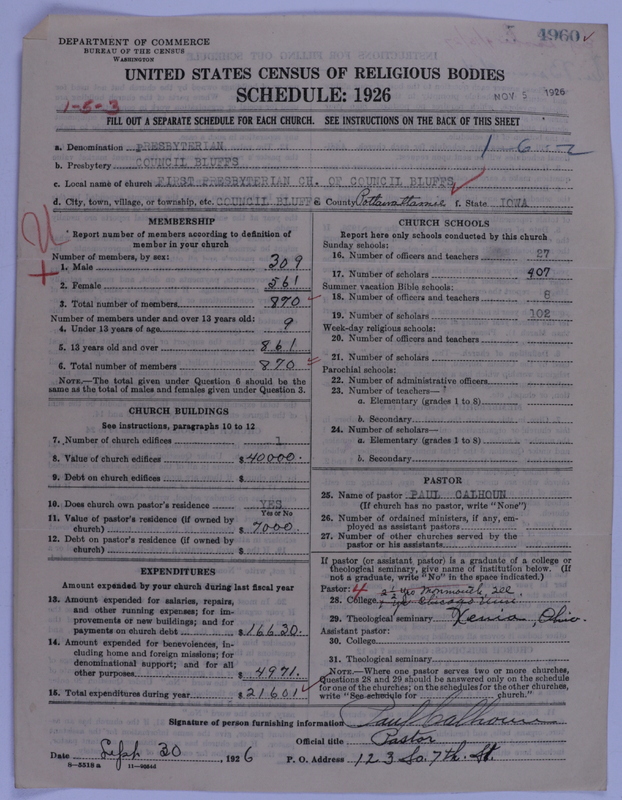 4960 ✓
DEPARTMENT OF COMMERCE
BUREAU OF THE CENSUS
WASHINGTON
UNITED STATES CENSUS OF RELIGIOUS BODIES
SCHEDULE: 1926
NOV 5 1926
1-5-3
FILL OUT A SEPARATE SCHEDULE FOR EACH CHURCH. SEE INSTRUCTIONS ON THE BACK OF THIS SHEET
a. Denomination PRESBYTERIAN
1 6 2
b. Presbytery COUNCIL BLUFFS
c. Local name of church FIRST PRESBYTERIAN CH. OF COUNCIL BLUFFS
d. City, town, village, or township, etc. COUNCIL BLUFFS e. County Pottawattamie f. State IOWA
MEMBERSHIP
Report number of members according to definition of member in your church
Number of members, by sex:
1. Male 309
2. Female 561
3. Total number of members 870
Number of members under and over 13 years old:
4. Under 13 years of age 9
5. 13 years old and over 861
6. Total number of members 870
NOTE.—The total given under Question 6 should be the same as the total of males and females given under Question 3.
CHURCH BUILDINGS
See instructions, paragraphs 10 to 12
7. Number of church edifices 1
8. Value of church edifices $40000.
9. Debt on church edifices $
10. Does church own pastor's residence YES
Yes or No
11. Value of pastor's residence (if owned by church) $7000.
12. Debt on pastor's residence (if owned by church) $
EXPENDITURES
Amount expended by your church during last fiscal year
13. Amount expended for salaries, repairs, and other running expenses; for improvements or new buildings; and for payments on church debt $16630.
14. Amount expended for benevolences, including home and foreign missions; for denominational support; and for all other purposes $4971.
15. Total expenditures during year $21601
CHURCH SCHOOLS
Report here only schools conducted by this church
Sunday schools:
16. Number of officers and teachers 27
17. Number of scholars 407
Summer vacation Bible schools:
18. Number of officers and teachers 6
19. Number of scholars 102
Week-day religious schools:
20. Number of officers and teachers
21. Number of scholars
Parochial schools:
22. Number of administrative officers
23. Number of teachers—
a. Elementary (grades 1 to 8)
b. Secondary
24. Number of scholars—
a. Elementary (grades 1 to 8)
b. Secondary
PASTOR
25. Name of pastor PAUL CALHOUN
(If church has no pastor, write "None")
26. Number of ordained ministers, if any, employed as assistant pastors
27. Number of other churches served by the pastor or his assistants
If pastor (or assistant pastor) is a graduate of a college or theological seminary, give name of institution below. (If not a graduate, write "No" in the space indicated.)
Pastor: 4 2½ yrs Monmouth Ill
28. College Chicago Univ
29. Theological seminary Xenia, Ohio.
Assistant pastor:
30. College
31. Theological seminary
NOTE.—Where one pastor serves two or more churches, Questions 28 and 29 should be answered only on the schedule for one of the churches; on the schedules for the other churches, write "See schedule for church."
Signature of person furnishing information Paul Calhoun
Official title Pastor
Date Sept 30, 1926 P. O. Address 123 So. 7th. St.
8-5518 a